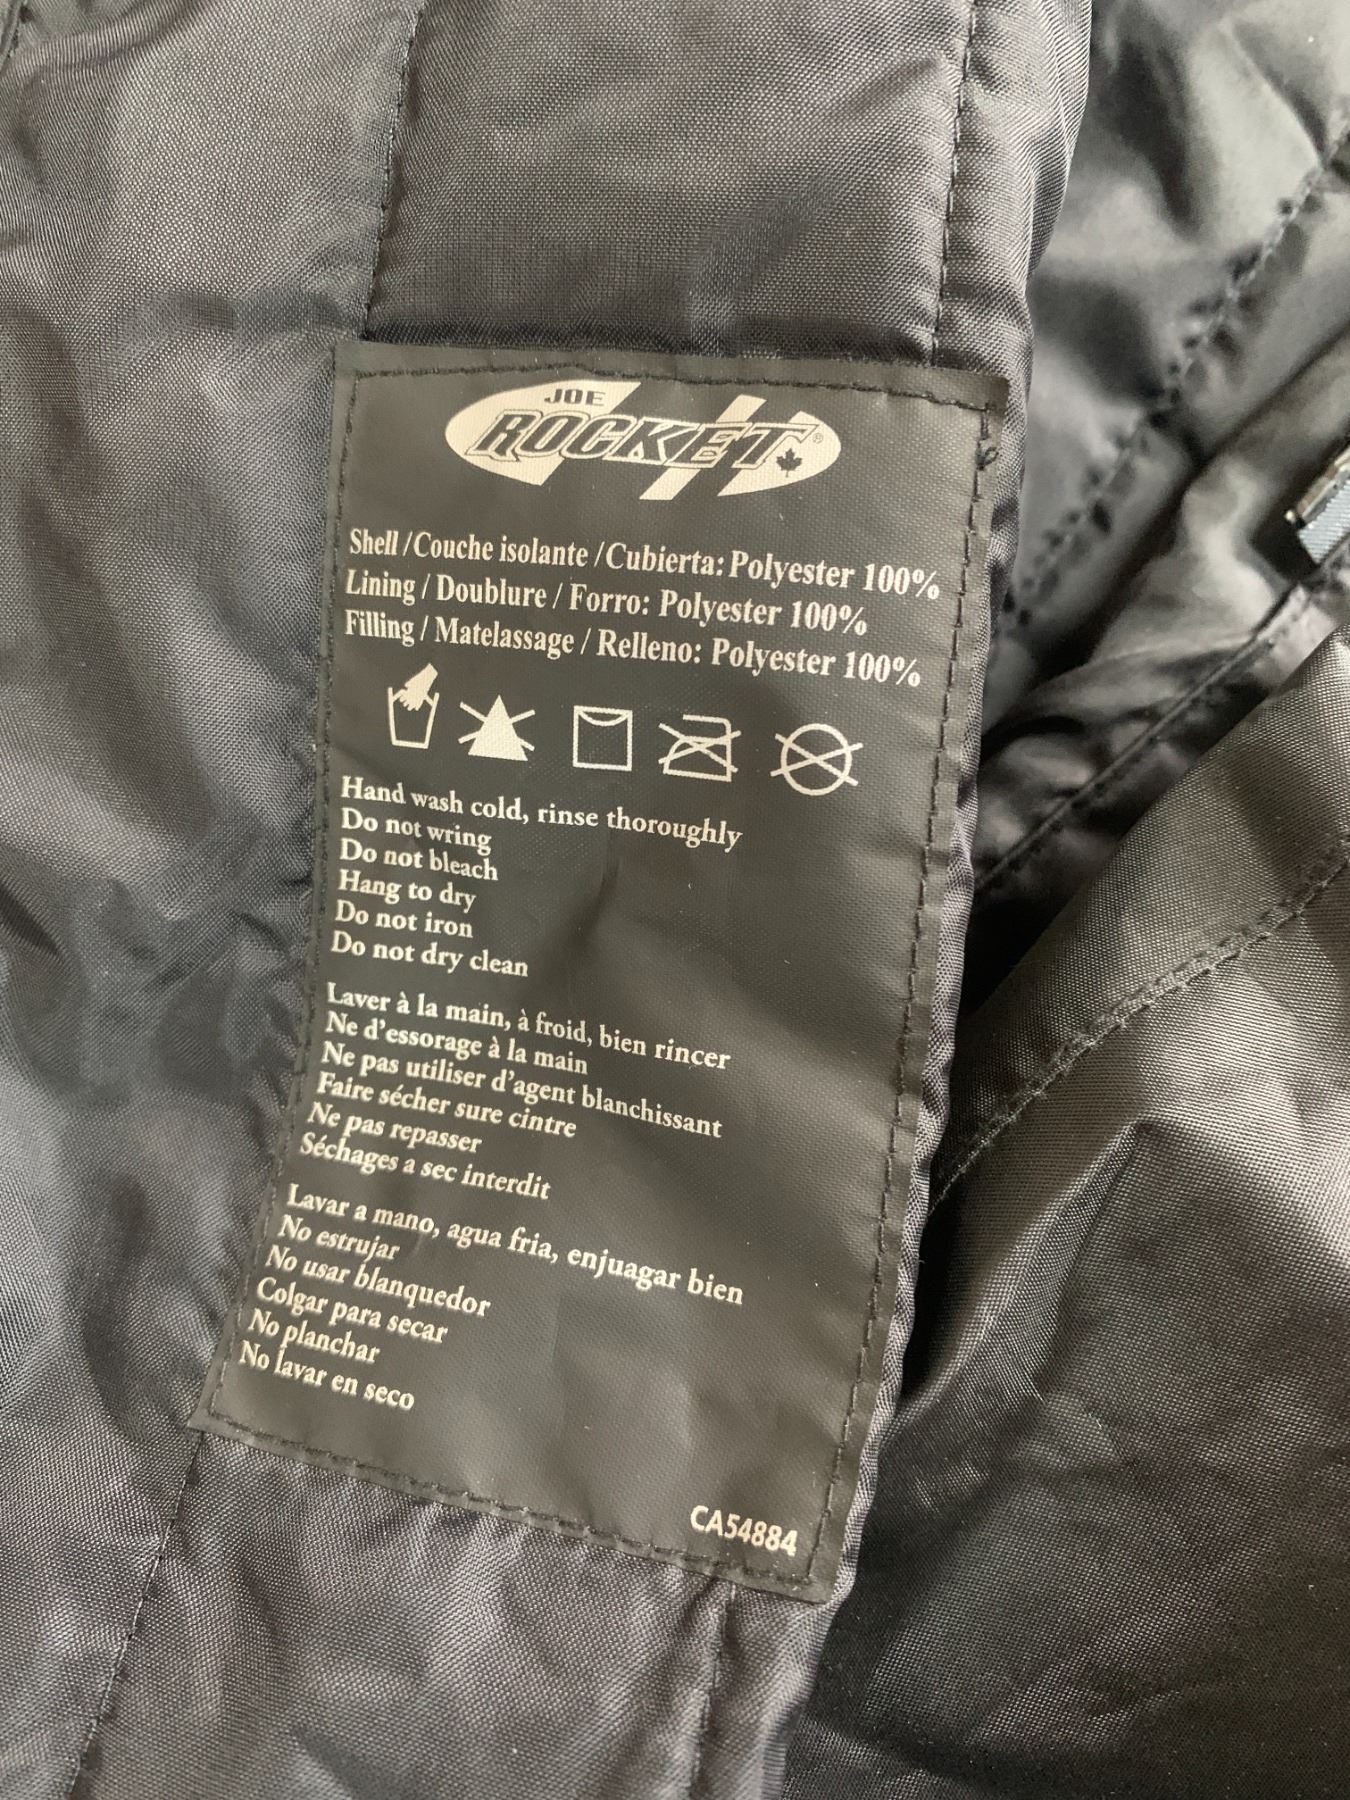 JOE
ROCKET®
Shell / Couche isolante / Cubierta: Polyester 100%
Lining / Doublure / Forro: Polyester 100%
Filling / Matelassage / Relleno: Polyester 100%
Hand wash cold, rinse thoroughly
Do not wring
Do not bleach
Hang to dry
Do not iron
Do not dry clean
Laver à la main, à froid, bien rincer
Ne d'essorage à la main
Ne pas utiliser d'agent blanchissant
Faire sécher sure cintre
Ne pas repasser
Séchages a sec interdit
Lavar a mano, agua fria, enjuagar bien
No estrujar
No usar blanquedor
Colgar para secar
No planchar
No lavar en seco
CA54884